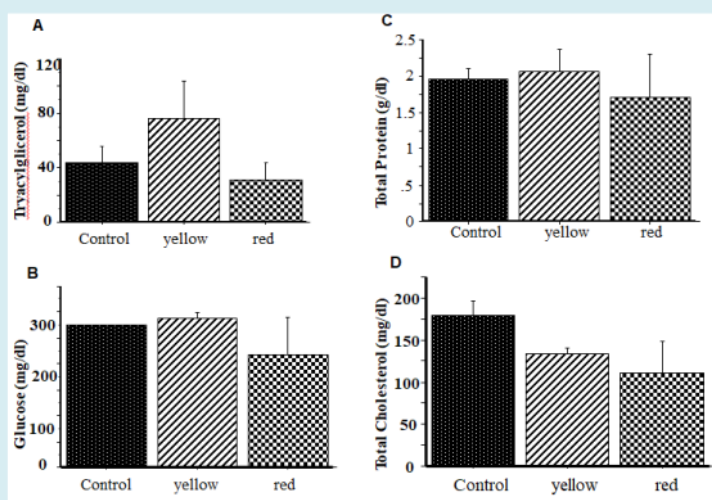 A
Tryacylglicerol (mg/dl)
120
80
40
0
Control yellow red
B
Glucose (mg/dl)
300
200
100
0
Control yellow red
C
Total Protein (g/dl)
2.5
2
1.5
1
.5
0
Control yellow red
D
Total Cholesterol (mg/dl)
200
150
100
50
0
Control yellow red